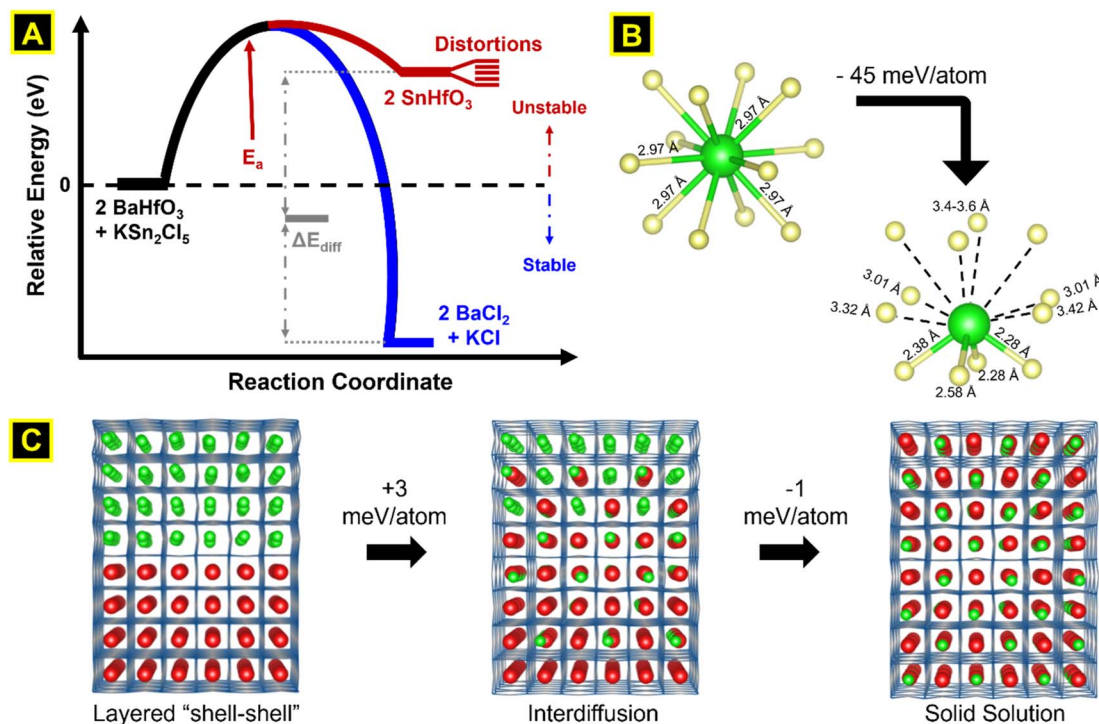 A
Relative Energy (eV)
0
2 BaHfO₃
+ KSn₂Cl₅
Eₐ
ΔE_diff
Distortions
2 SnHfO₃
Unstable
Stable
2 BaCl₂
+ KCl
Reaction Coordinate
B
- 45 meV/atom
2.97 Å
2.97 Å
2.97 Å
2.97 Å
3.4-3.6 Å
3.01 Å
3.32 Å
3.01 Å
3.42 Å
2.38 Å
2.28 Å
2.28 Å
2.58 Å
C
+3
meV/atom
-1
meV/atom
Layered “shell-shell”
Interdiffusion
Solid Solution